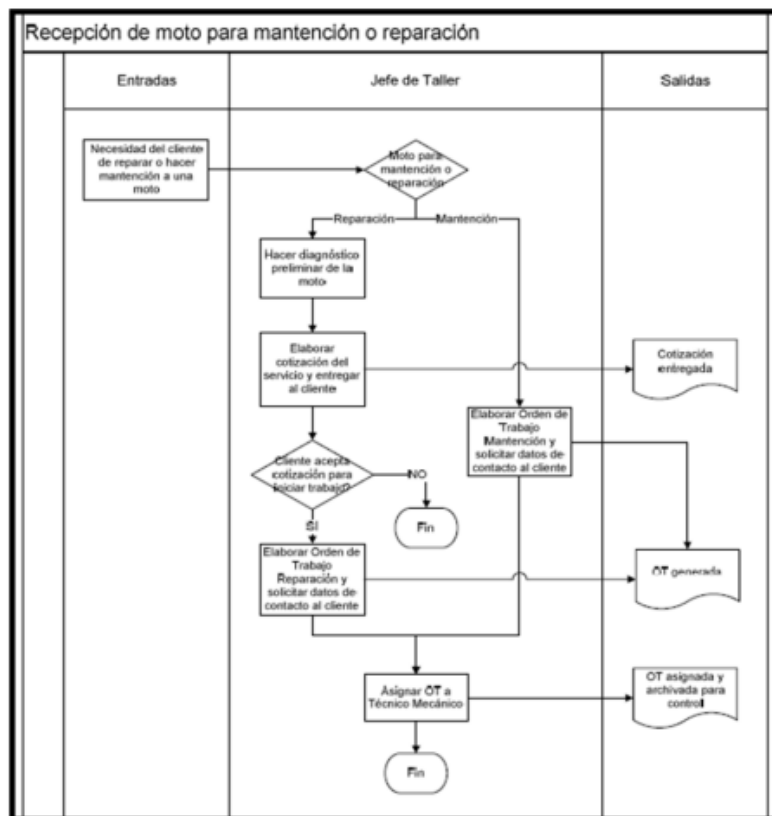 Recepción de moto para mantención o reparación
Entradas
Jefe de Taller
Salidas
Necesidad del cliente
de reparar o hacer
mantención a una
moto
Moto para
mantención o
reparación
Reparación
Mantención
Hacer diagnóstico
preliminar de la
moto
Elaborar
cotización del
servicio y entregar
al cliente
Cotización
entregada
Elaborar Orden de
Trabajo
Mantención y
solicitar datos de
contacto al cliente
Cliente acepta
cotización para
iniciar trabajo?
NO
Fin
SI
Elaborar Orden de
Trabajo
Reparación y
solicitar datos de
contacto al cliente
OT generada
Asignar OT a
Técnico Mecánico
OT asignada y
archivada para
control
Fin